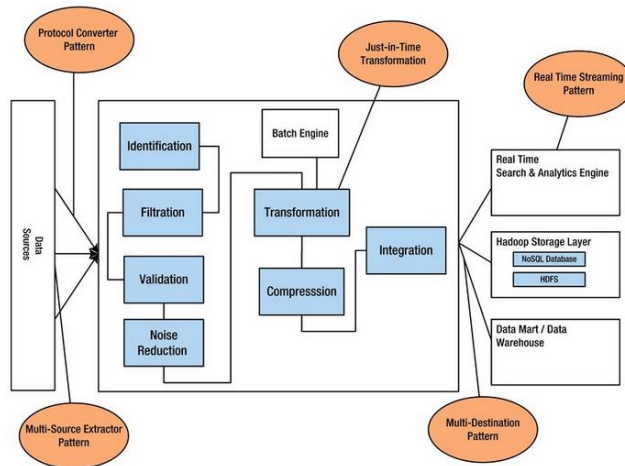 Protocol Converter
Pattern
Just-in-Time
Transformation
Real Time Streaming
Pattern
Data
Sources
Identification
Filtration
Validation
Noise
Reduction
Batch Engine
Transformation
Compresssion
Integration
Real Time
Search & Analytics Engine
Hadoop Storage Layer
NoSQL Database
HDFS
Data Mart / Data
Warehouse
Multi-Source Extractor
Pattern
Multi-Destination
Pattern